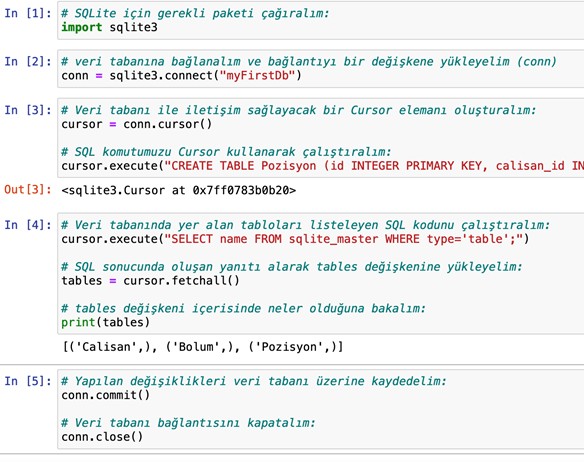 In [1]: # SQLite için gerekli paketi çağıralım:
import sqlite3
In [2]: # veri tabanına bağlanalım ve bağlantıyı bir değişkene yükleyelim (conn)
conn = sqlite3.connect("myFirstDb")
In [3]: # Veri tabanı ile iletişim sağlayacak bir Cursor elemanı oluşturalım:
cursor = conn.cursor()
# SQL komutumuzu Cursor kullanarak çalıştıralım:
cursor.execute("CREATE TABLE Pozisyon (id INTEGER PRIMARY KEY, calisan_id IN
Out[3]: <sqlite3.Cursor at 0x7ff0783b0b20>
In [4]: # Veri tabanında yer alan tabloları listeleyen SQL kodunu çalıştıralım:
cursor.execute("SELECT name FROM sqlite_master WHERE type='table';")
# SQL sonucunda oluşan yanıtı alarak tables değişkenine yükleyelim:
tables = cursor.fetchall()
# tables değişkeni içerisinde neler olduğuna bakalım:
print(tables)
[('Calisan',), ('Bolum',), ('Pozisyon',)]
In [5]: # Yapılan değişiklikleri veri tabanı üzerine kaydedelim:
conn.commit()
# Veri tabanı bağlantısını kapatalım:
conn.close()